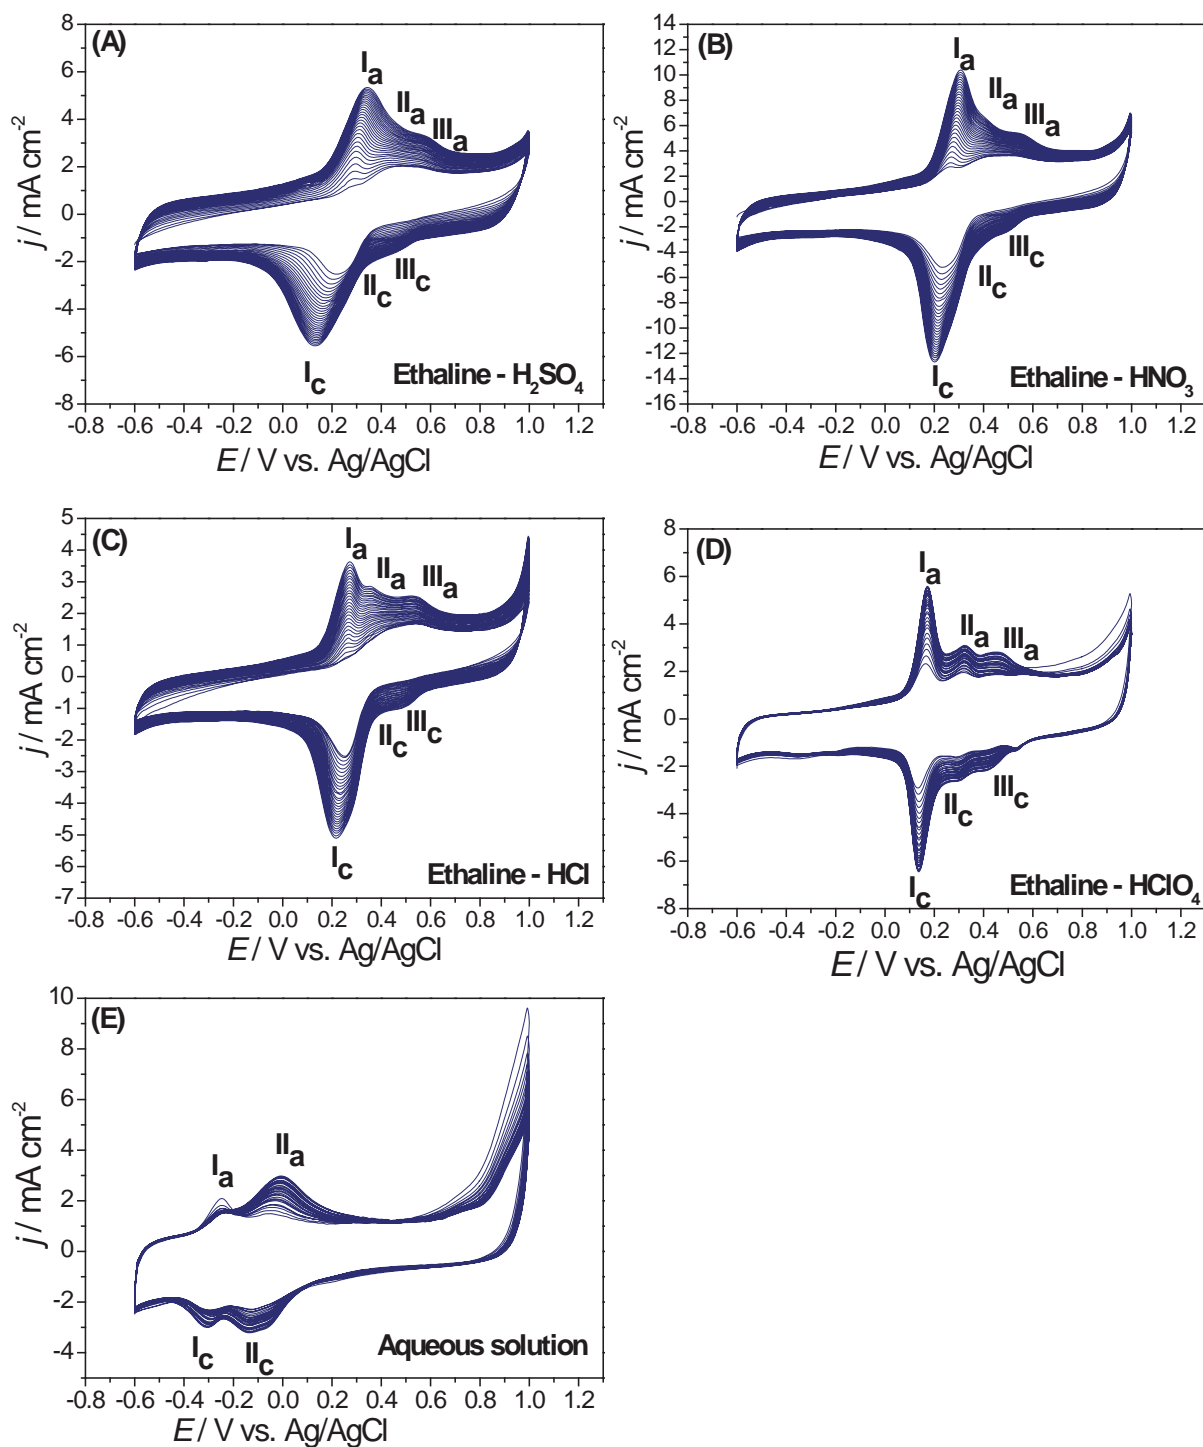 (A)
8
6
4
2
0
-2
-4
-6
-8
j / mA cm-2
Ia
IIa
IIIa
IIc
IIIc
Ic
Ethaline - H2SO4
-0.8 -0.6 -0.4 -0.2 0.0 0.2 0.4 0.6 0.8 1.0 1.2
E / V vs. Ag/AgCl
(B)
14
12
10
8
6
4
2
0
-2
-4
-6
-8
-10
-12
-14
-16
j / mA cm-2
Ia
IIa
IIIa
IIIc
IIc
Ic
Ethaline - HNO3
-0.8 -0.6 -0.4 -0.2 0.0 0.2 0.4 0.6 0.8 1.0 1.2
E / V vs. Ag/AgCl
(C)
5
4
3
2
1
0
-1
-2
-3
-4
-5
-6
-7
j / mA cm-2
Ia
IIa
IIIa
IIc
IIIc
Ic
Ethaline - HCl
-0.8 -0.6 -0.4 -0.2 0.0 0.2 0.4 0.6 0.8 1.0 1.2
E / V vs. Ag/AgCl
(D)
8
6
4
2
0
-2
-4
-6
-8
j / mA cm-2
Ia
IIa
IIIa
IIc
IIIc
Ic
Ethaline - HClO4
-0.8 -0.6 -0.4 -0.2 0.0 0.2 0.4 0.6 0.8 1.0 1.2
E / V vs. Ag/AgCl
(E)
10
8
6
4
2
0
-2
-4
j / mA cm-2
Ia
IIa
Ic
IIc
Aqueous solution
-0.8 -0.6 -0.4 -0.2 0.0 0.2 0.4 0.6 0.8 1.0 1.2
E / V vs. Ag/AgCl